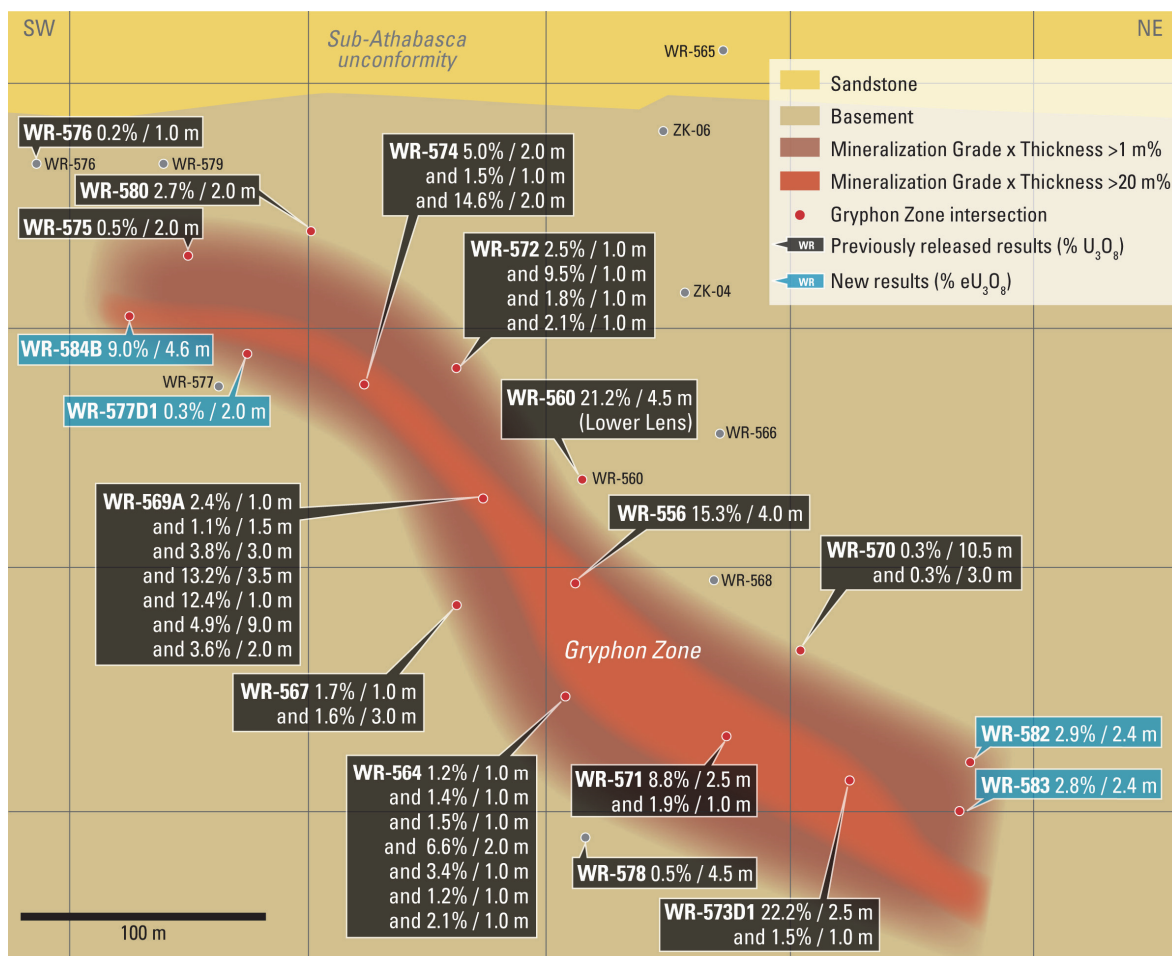 SW
NE
Sub-Athabasca
unconformity
WR-565
Sandstone
Basement
Mineralization Grade x Thickness >1 m%
Mineralization Grade x Thickness >20 m%
Gryphon Zone intersection
WR Previously released results (% U₃O₈)
WR New results (% eU₃O₈)
ZK-06
WR-576 0.2% / 1.0 m
WR-576
WR-579
WR-580 2.7% / 2.0 m
WR-575 0.5% / 2.0 m
WR-574 5.0% / 2.0 m
and 1.5% / 1.0 m
and 14.6% / 2.0 m
WR-572 2.5% / 1.0 m
and 9.5% / 1.0 m
and 1.8% / 1.0 m
and 2.1% / 1.0 m
ZK-04
WR-584B 9.0% / 4.6 m
WR-577
WR-577D1 0.3% / 2.0 m
WR-560 21.2% / 4.5 m
(Lower Lens)
WR-566
WR-560
WR-569A 2.4% / 1.0 m
and 1.1% / 1.5 m
and 3.8% / 3.0 m
and 13.2% / 3.5 m
and 12.4% / 1.0 m
and 4.9% / 9.0 m
and 3.6% / 2.0 m
WR-556 15.3% / 4.0 m
WR-568
WR-570 0.3% / 10.5 m
and 0.3% / 3.0 m
Gryphon Zone
WR-567 1.7% / 1.0 m
and 1.6% / 3.0 m
WR-564 1.2% / 1.0 m
and 1.4% / 1.0 m
and 1.5% / 1.0 m
and 6.6% / 2.0 m
and 3.4% / 1.0 m
and 1.2% / 1.0 m
and 2.1% / 1.0 m
WR-571 8.8% / 2.5 m
and 1.9% / 1.0 m
WR-582 2.9% / 2.4 m
WR-583 2.8% / 2.4 m
WR-578 0.5% / 4.5 m
WR-573D1 22.2% / 2.5 m
and 1.5% / 1.0 m
100 m